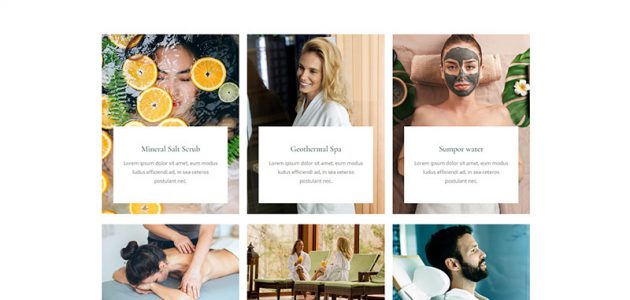 Mineral Salt Scrub
Lorem ipsum dolor sit amet, eum modus
ludus efficiendi ad, in sea ceteros
postulant nec.
Geothermal Spa
Lorem ipsum dolor sit amet, eum modus
ludus efficiendi ad, in sea ceteros
postulant nec.
Sumpor water
Lorem ipsum dolor sit amet, eum modus
ludus efficiendi ad, in sea ceteros
postulant nec.